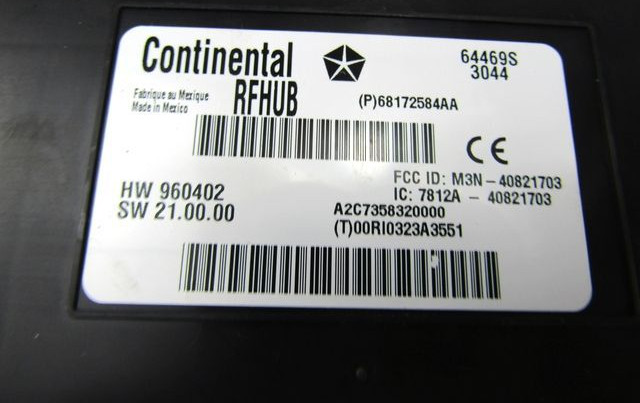 Continental
64469S
3044
Fabrique au Mexique
Made in Mexico
RFHUB
(P)68172584AA
CE
FCC ID: M3N-40821703
IC: 7812A - 40821703
HW 960402
SW 21.00.00
A2C7358320000
(T)00RI0323A3551